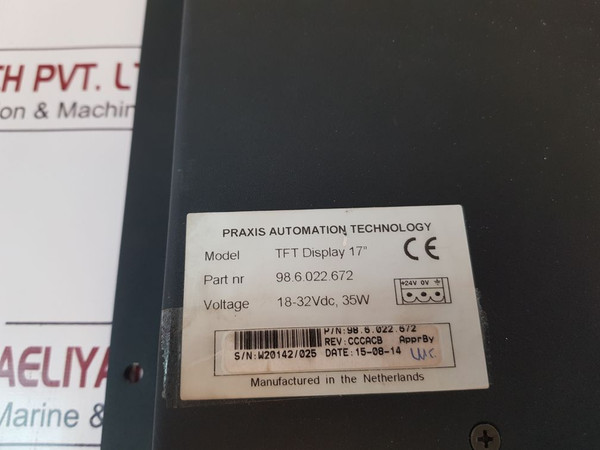 TH PVT. LT
on & Machin
AELIYA
Marine &
PRAXIS AUTOMATION TECHNOLOGY
Model TFT Display 17"
CE
Part nr 98.6.022.672
+24V 0V
Voltage 18-32Vdc, 35W
P/N:98.6.022.672
REV:CCCACB ApprBy
S/N:W20142/025 DATE:15-08-14
Manufactured in the Netherlands